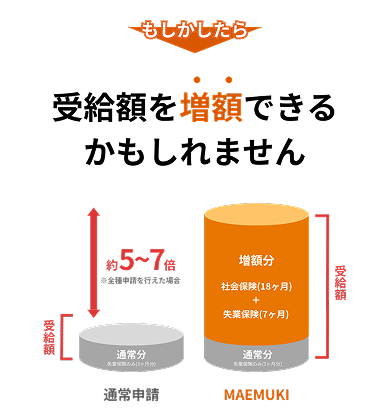 もしかしたら
受給額を増額できる
かもしれません
約5~7倍
※全種申請を行えた場合
増額分
社会保険(18ヶ月)
+
失業保険(7ヶ月)
受給額
受給額
通常分
失業保険のみ(3ヶ月分)
通常分
失業保険のみ(3ヶ月分)
通常申請
MAEMUKI